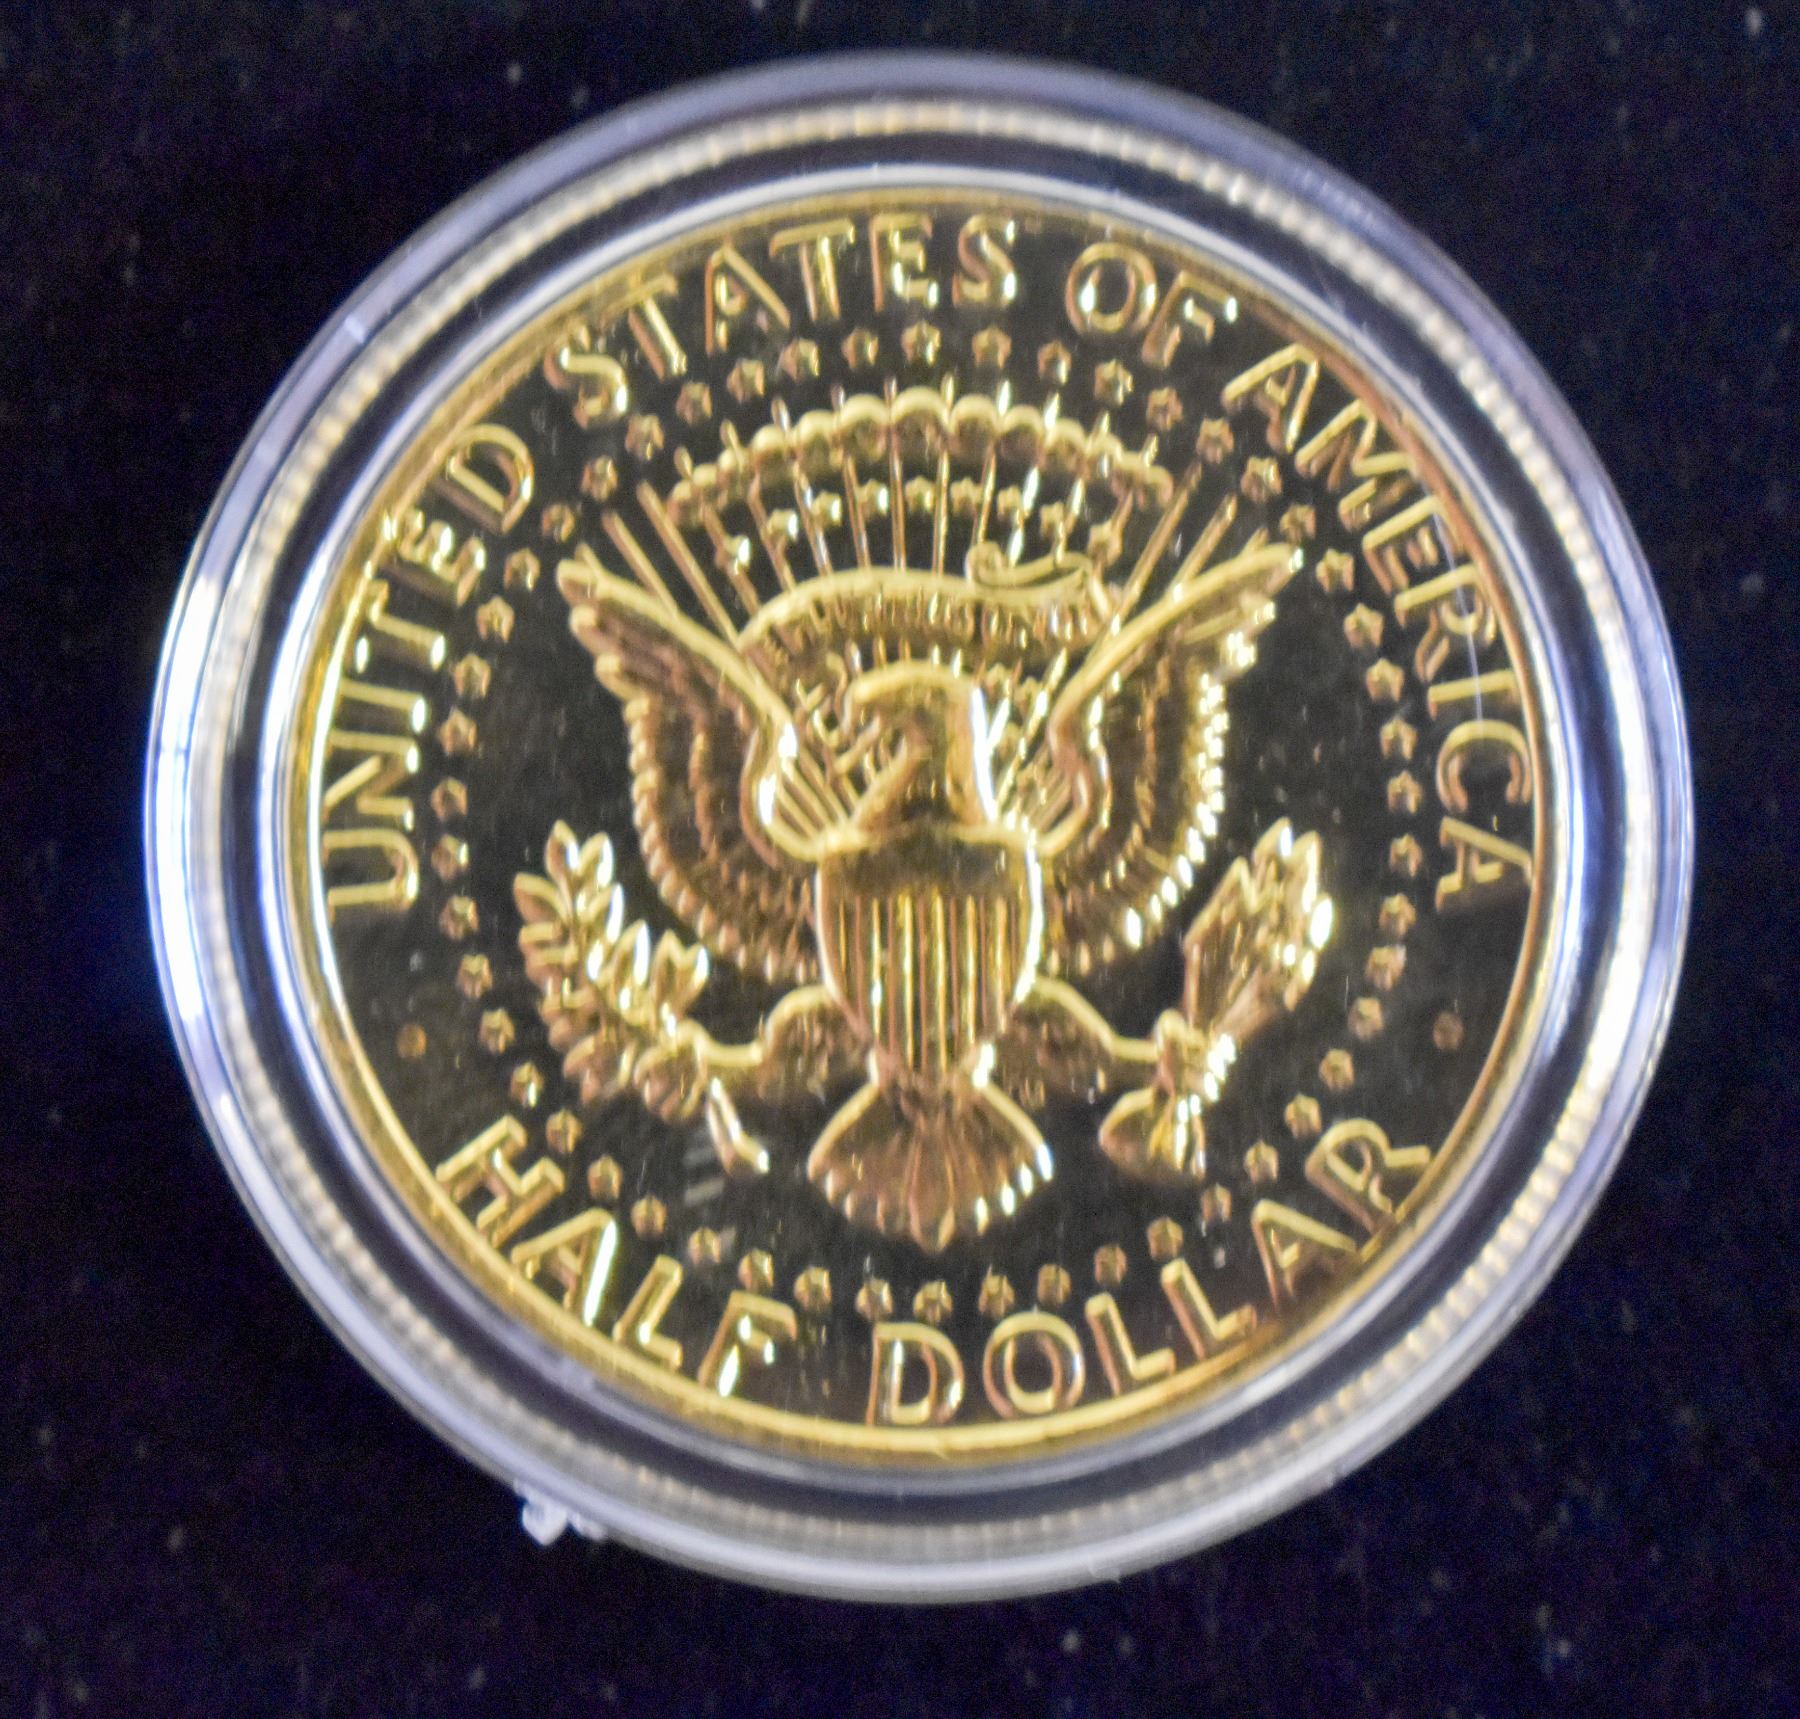 UNITED STATES OF AMERICA
HALF DOLLAR